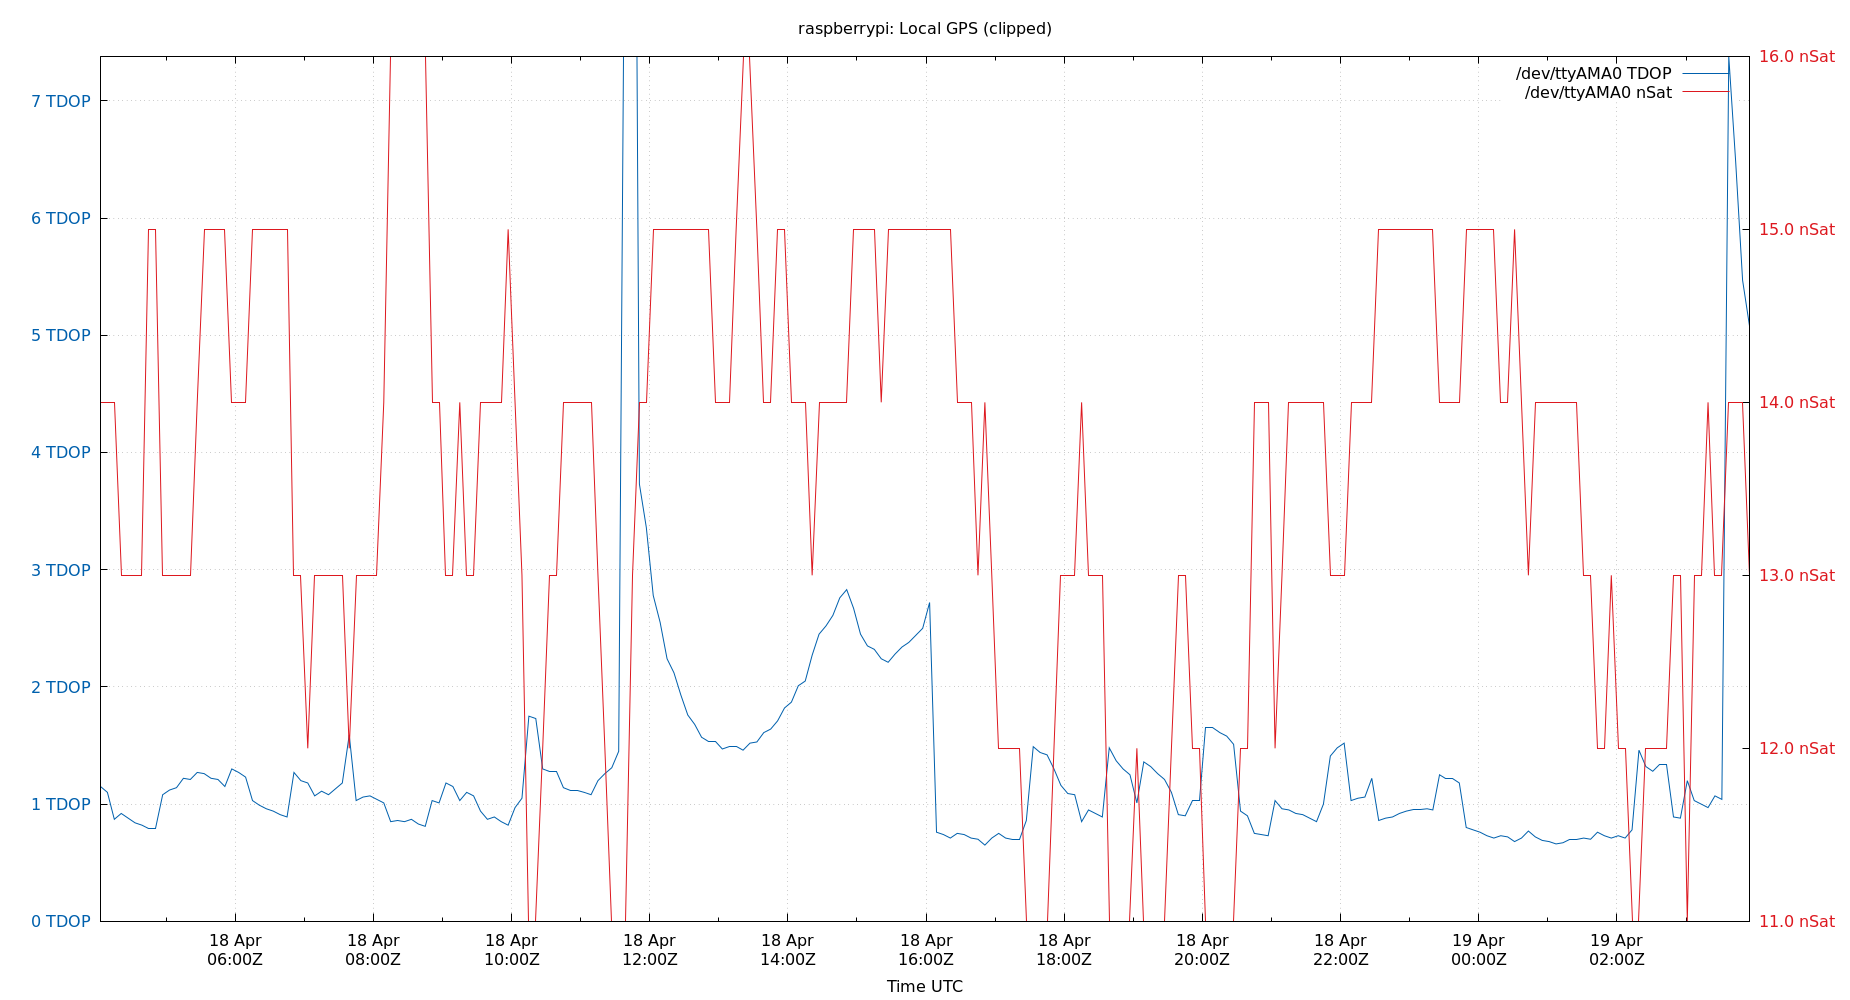 raspberrypi: Local GPS (clipped)
/dev/ttyAMA0 TDOP
/dev/ttyAMA0 nSat
7 TDOP
6 TDOP
5 TDOP
4 TDOP
3 TDOP
2 TDOP
1 TDOP
0 TDOP
16.0 nSat
15.0 nSat
14.0 nSat
13.0 nSat
12.0 nSat
11.0 nSat
18 Apr
06:00Z
18 Apr
08:00Z
18 Apr
10:00Z
18 Apr
12:00Z
18 Apr
14:00Z
18 Apr
16:00Z
18 Apr
18:00Z
18 Apr
20:00Z
18 Apr
22:00Z
19 Apr
00:00Z
19 Apr
02:00Z
Time UTC